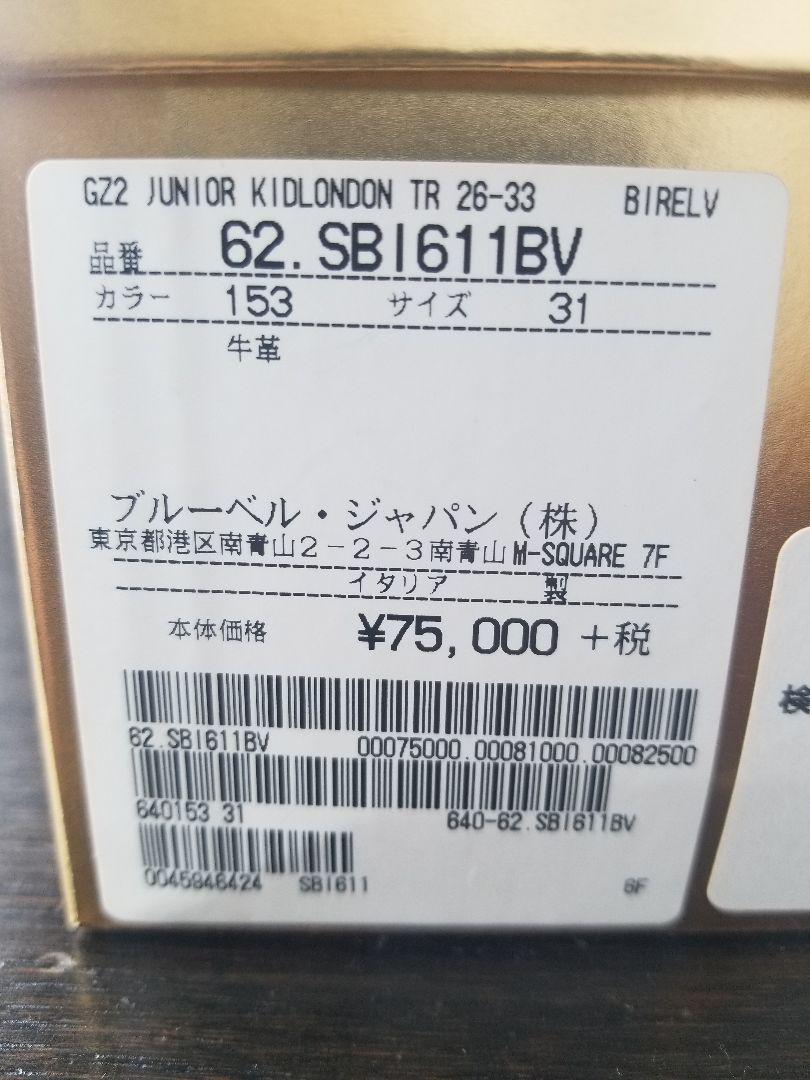 GZ2 JUNIOR KIDLONDON TR 26-33 BIRELV
品番 62.SBI611BV
カラー 153 サイズ 31
牛革
ブルーベル・ジャパン(株)
東京都港区南青山2-2-3南青山M-SQUARE 7F
イタリア 製
本体価格 ¥75,000 +税
62.SBI611BV 00075000.00081000.00082500
640153 31 640-62.SBI611BV
0045946424 SBI611 6F
検